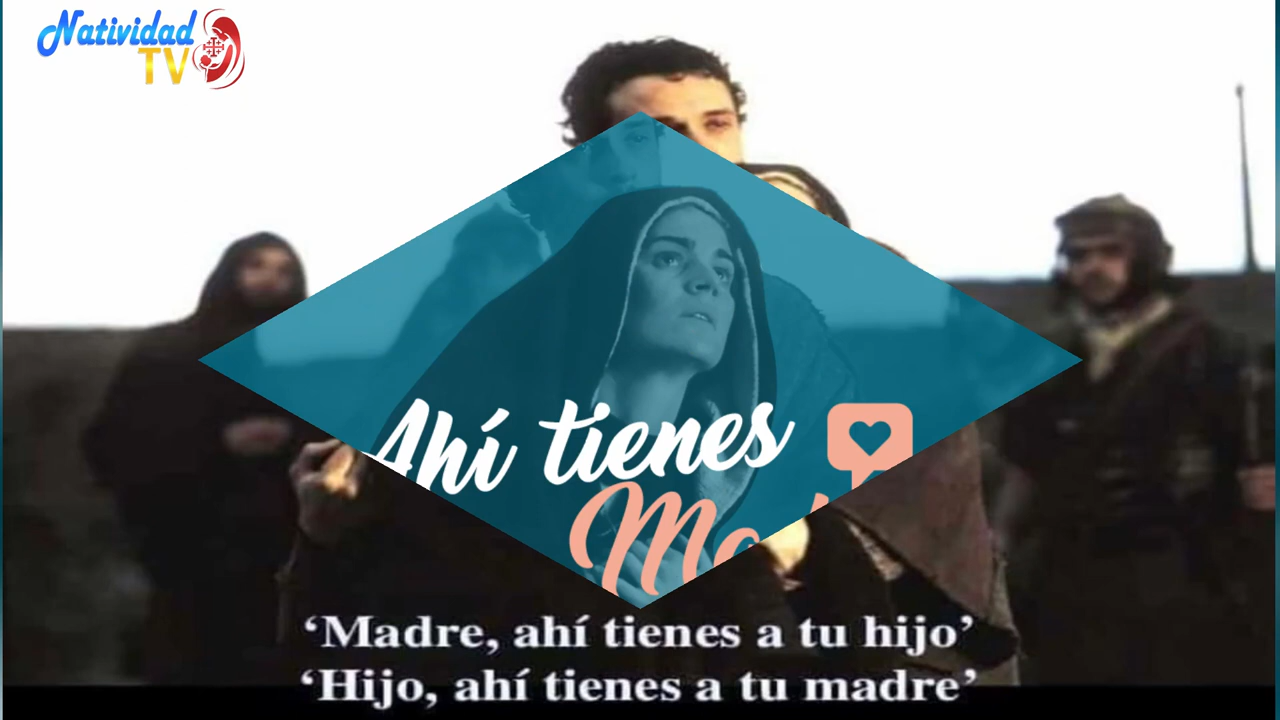 Natividad
TV
Ahí tienes
‘Madre, ahí tienes a tu hijo’
‘Hijo, ahí tienes a tu madre’